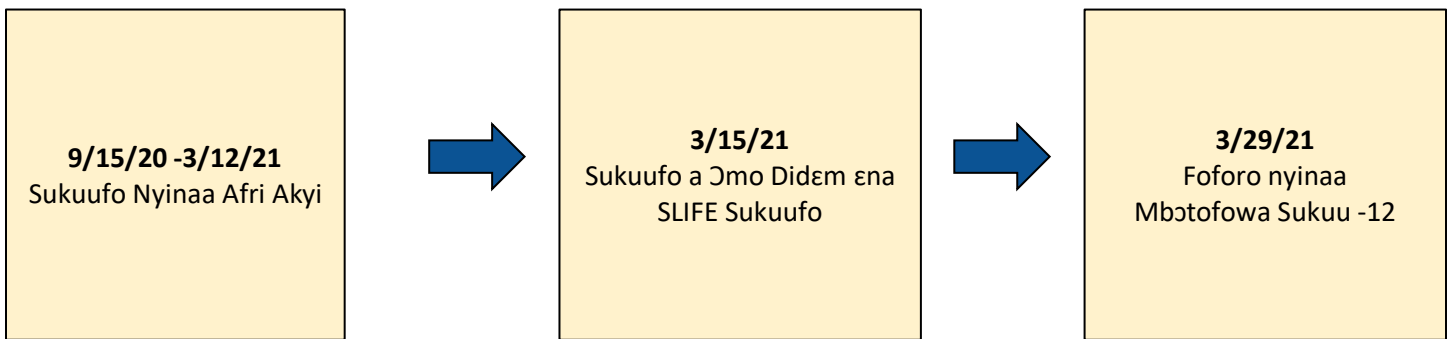 9/15/20 -3/12/21
Sukuufo Nyinaa Afri Akyi
3/15/21
Sukuufo a Ɔmo Didɛm ɛna
SLIFE Sukuufo
3/29/21
Foforo nyinaa
Mbɔtofowa Sukuu -12